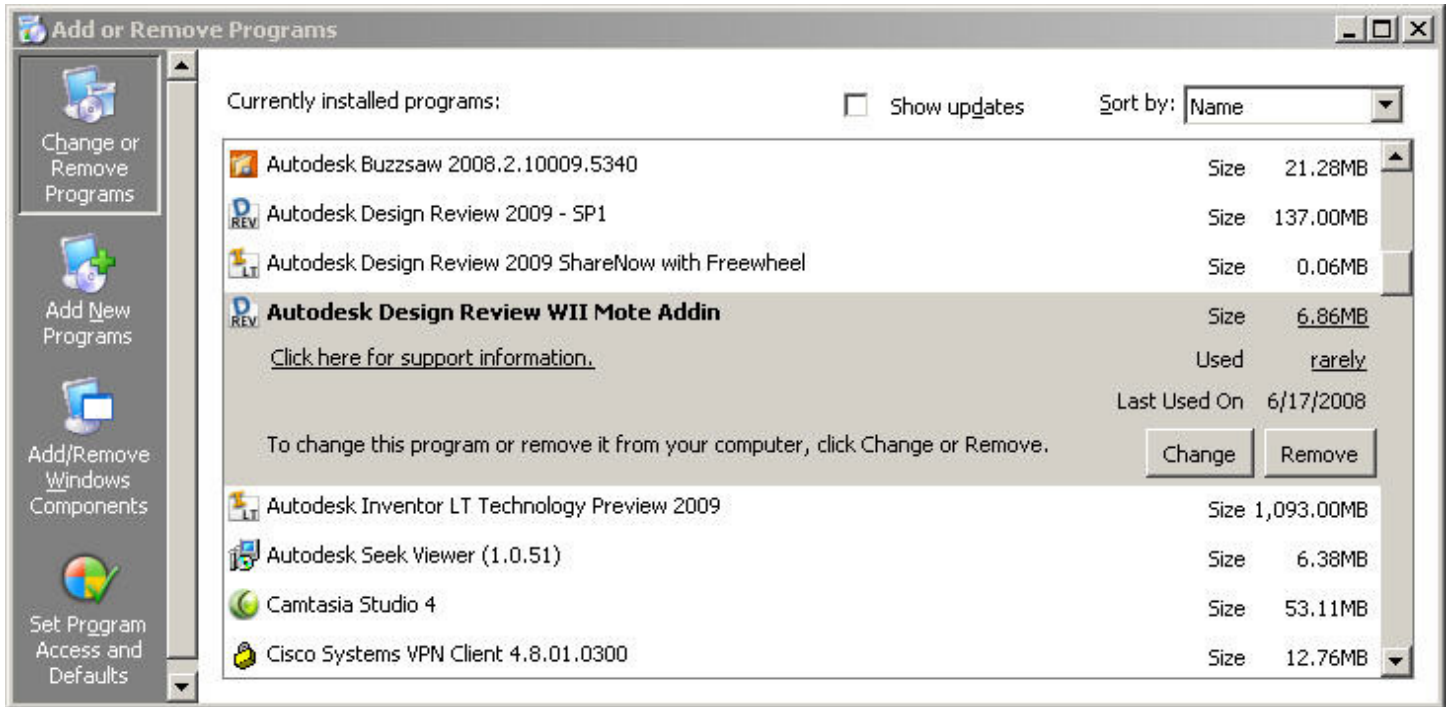 Add or Remove Programs
Change or
Remove
Programs
Add New
Programs
Add/Remove
Windows
Components
Set Program
Access and
Defaults
Currently installed programs:
Show updates
Sort by: Name
Autodesk Buzzsaw 2008.2.10009.5340 Size 21.28MB
REV Autodesk Design Review 2009 - SP1 Size 137.00MB
LT Autodesk Design Review 2009 ShareNow with Freewheel Size 0.06MB
REV Autodesk Design Review WII Mote Addin Size 6.86MB
Click here for support information. Used rarely
Last Used On 6/17/2008
To change this program or remove it from your computer, click Change or Remove. Change Remove
LT Autodesk Inventor LT Technology Preview 2009 Size 1,093.00MB
Autodesk Seek Viewer (1.0.51) Size 6.38MB
Camtasia Studio 4 Size 53.11MB
Cisco Systems VPN Client 4.8.01.0300 Size 12.76MB